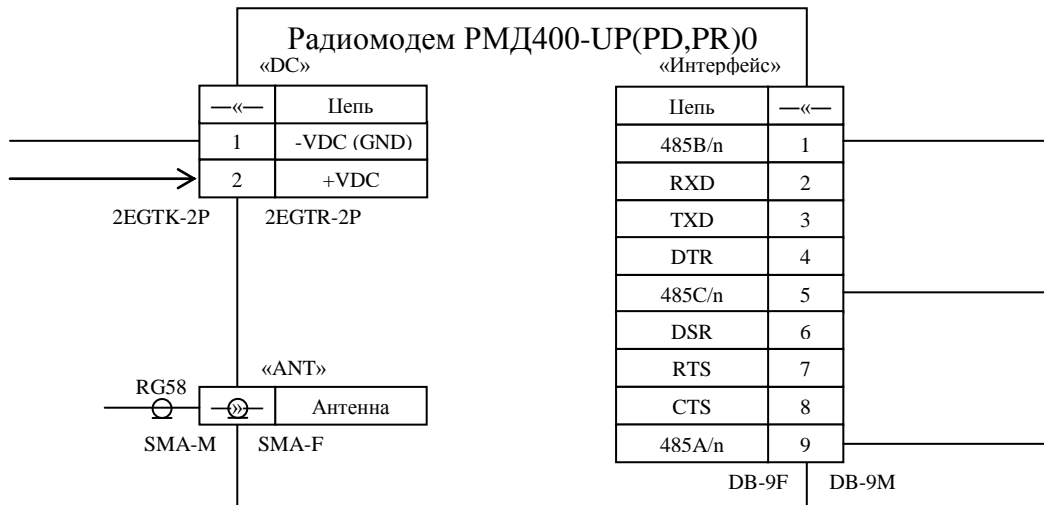 Радиомодем РМД400-UP(PD,PR)0
«DC»
—«— Цепь
1 -VDC (GND)
2 +VDC
2EGTK-2P 2EGTR-2P
«ANT»
RG58
» Антенна
SMA-M SMA-F
«Интерфейс»
Цепь —«—
485B/n 1
RXD 2
TXD 3
DTR 4
485C/n 5
DSR 6
RTS 7
CTS 8
485A/n 9
DB-9F DB-9M